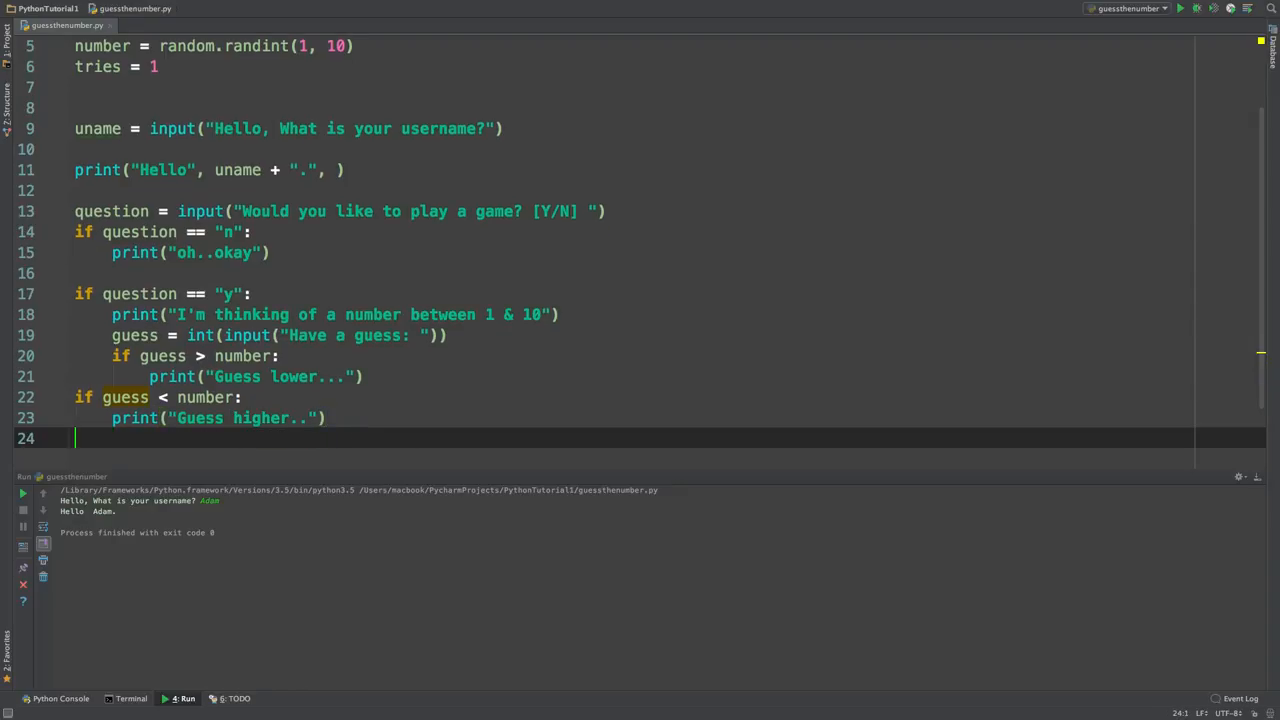 PythonTutorial1 guessthenumber.py guessthenumber
guessthenumber.py
1: Project
Z: Structure
2: Favorites
Database
5 number = random.randint(1, 10)
6 tries = 1
7
8
9 uname = input("Hello, What is your username?")
10
11 print("Hello", uname + ".", )
12
13 question = input("Would you like to play a game? [Y/N] ")
14 if question == "n":
15 print("oh..okay")
16
17 if question == "y":
18 print("I'm thinking of a number between 1 & 10")
19 guess = int(input("Have a guess: "))
20 if guess > number:
21 print("Guess lower...")
22 if guess < number:
23 print("Guess higher..")
24
Run guessthenumber
/Library/Frameworks/Python.framework/Versions/3.5/bin/python3.5 /Users/macbook/PycharmProjects/PythonTutorial1/guessthenumber.py
Hello, What is your username? Adam
Hello  Adam.
Process finished with exit code 0
Python Console Terminal 4: Run 6: TODO Event Log
24:1 LF÷ UTF-8÷